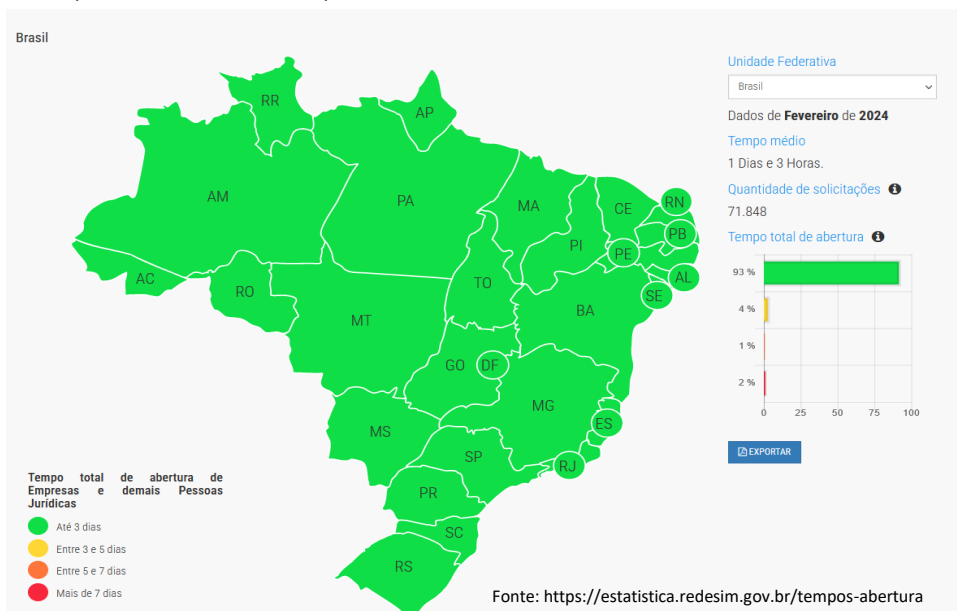 Brasil
RR
AP
AM
PA
MA
CE
RN
PI
PB
PE
AC
TO
AL
RO
SE
BA
MT
GO
DF
MG
ES
MS
SP
RJ
PR
SC
RS
Tempo total de abertura de
Empresas e demais Pessoas
Jurídicas
Até 3 dias
Entre 3 e 5 dias
Entre 5 e 7 dias
Mais de 7 dias
Unidade Federativa
Brasil
Dados de Fevereiro de 2024
Tempo médio
1 Dias e 3 Horas.
Quantidade de solicitações
71.848
Tempo total de abertura
93 %
4 %
1 %
2 %
0 25 50 75 100
EXPORTAR
Fonte: https://estatistica.redesim.gov.br/tempos-abertura